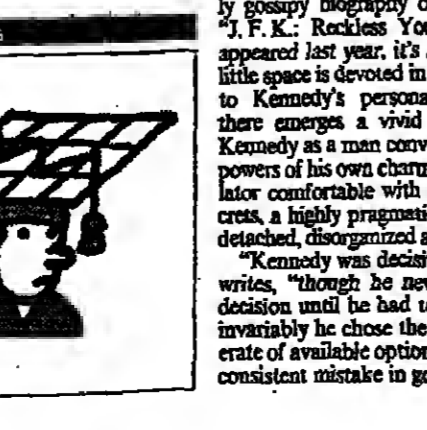 ly gossipy biography o
"J. F. K.: Reckless You
appeared last year, it's
little space is devoted in
to Kennedy's persona
there emerges a vivid
Kennedy as a man conv
powers of his own charm
lator comfortable with
crets, a highly pragmati
detached, disorganized a
"Kennedy was decisi
writes, "though he nev
decision until he had t
invariably he chose the
erate of available option
consistent mistake in go